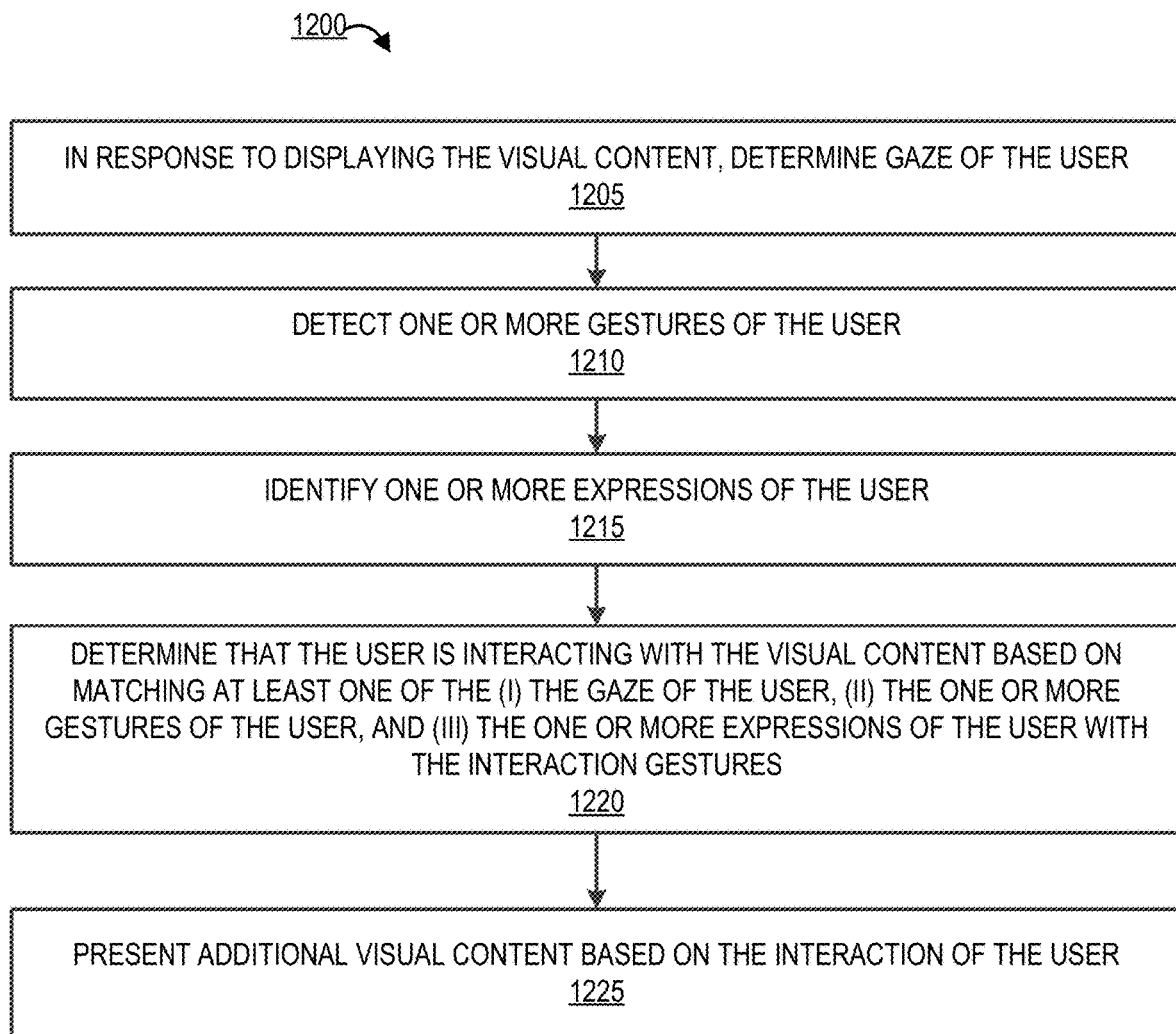 1200
IN RESPONSE TO DISPLAYING THE VISUAL CONTENT, DETERMINE GAZE OF THE USER
1205
DETECT ONE OR MORE GESTURES OF THE USER
1210
IDENTIFY ONE OR MORE EXPRESSIONS OF THE USER
1215
DETERMINE THAT THE USER IS INTERACTING WITH THE VISUAL CONTENT BASED ON
MATCHING AT LEAST ONE OF THE (I) THE GAZE OF THE USER, (II) THE ONE OR MORE
GESTURES OF THE USER, AND (III) THE ONE OR MORE EXPRESSIONS OF THE USER WITH
THE INTERACTION GESTURES
1220
PRESENT ADDITIONAL VISUAL CONTENT BASED ON THE INTERACTION OF THE USER
1225